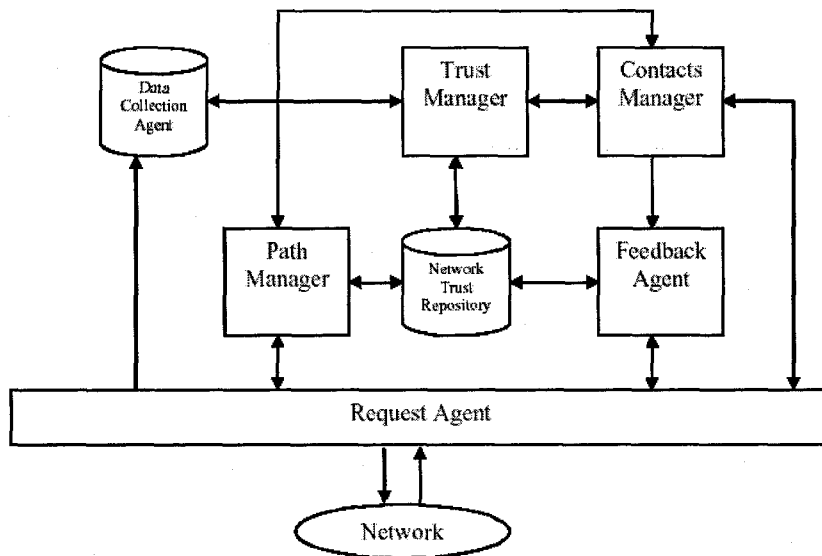 Data
Collection
Agent
Trust
Manager
Contacts
Manager
Path
Manager
Network
Trust
Repository
Feedback
Agent
Request Agent
Network